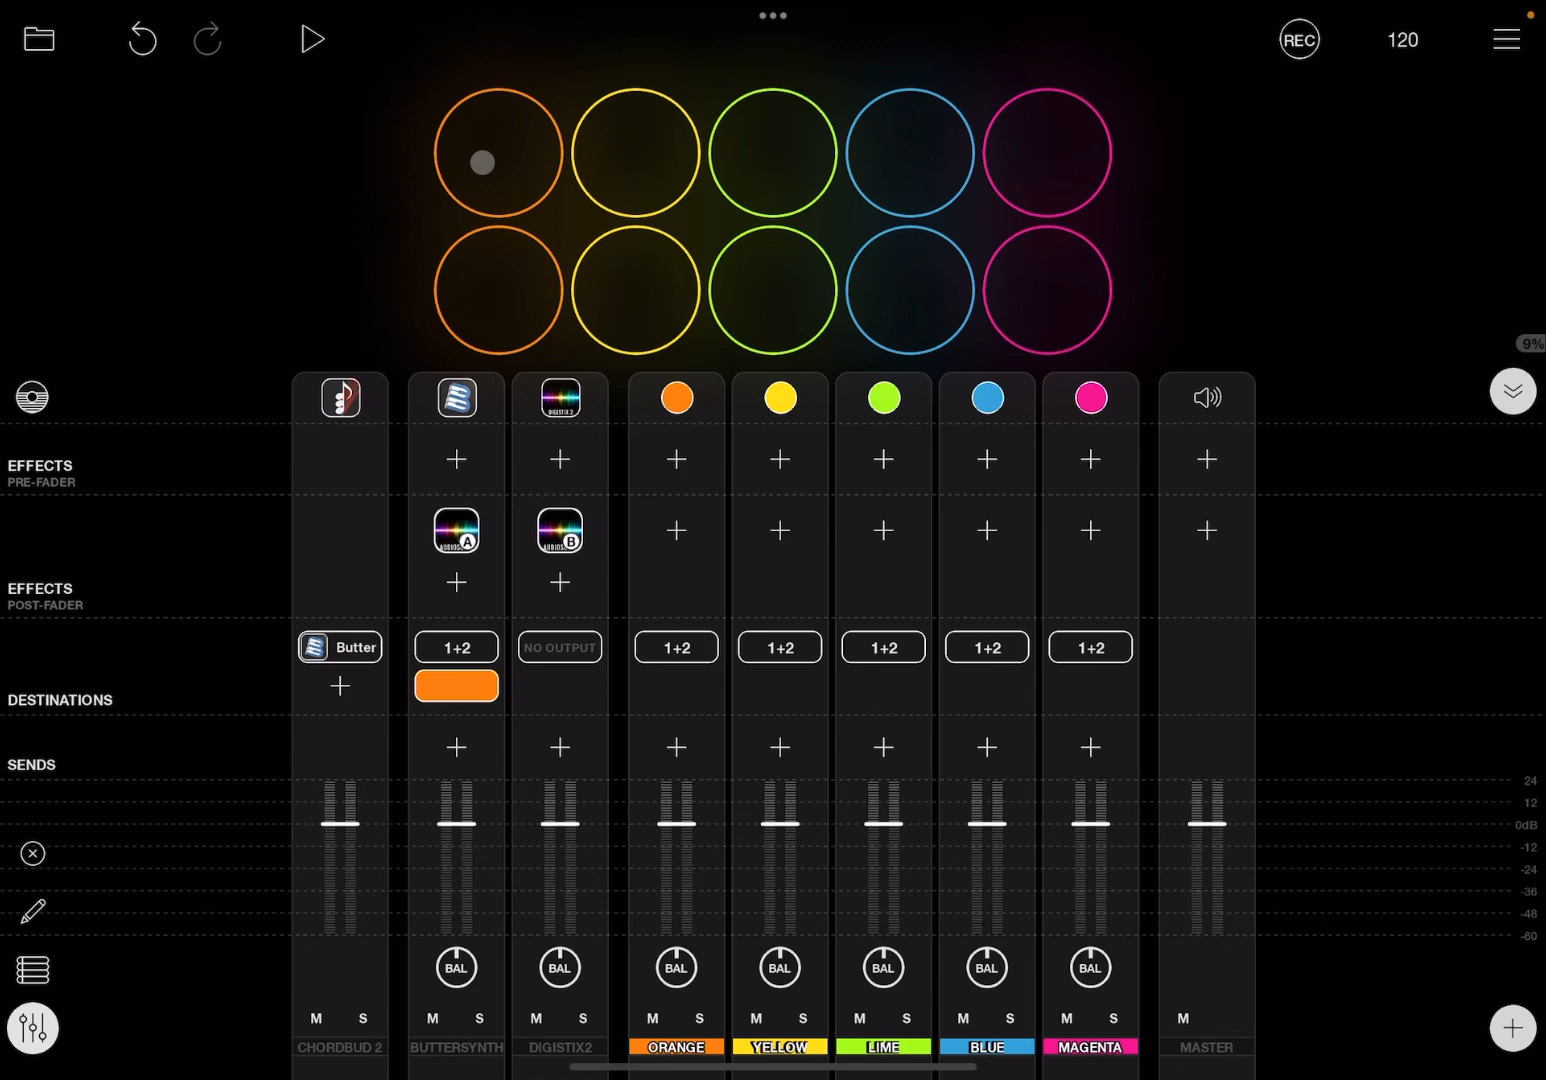 REC
120
9%
DIGISTIX 2
EFFECTS
PRE-FADER
A
B
EFFECTS
POST-FADER
Butter
1+2
NO OUTPUT
1+2
1+2
1+2
1+2
1+2
DESTINATIONS
SENDS
24
12
0dB
-12
-24
-36
-48
-60
BAL
BAL
BAL
BAL
BAL
BAL
BAL
M S
M S
M S
M S
M S
M S
M S
M S
M
CHORDBUD 2
BUTTERSYNTH
DIGISTIX2
ORANGE
YELLOW
LIME
BLUE
MAGENTA
MASTER